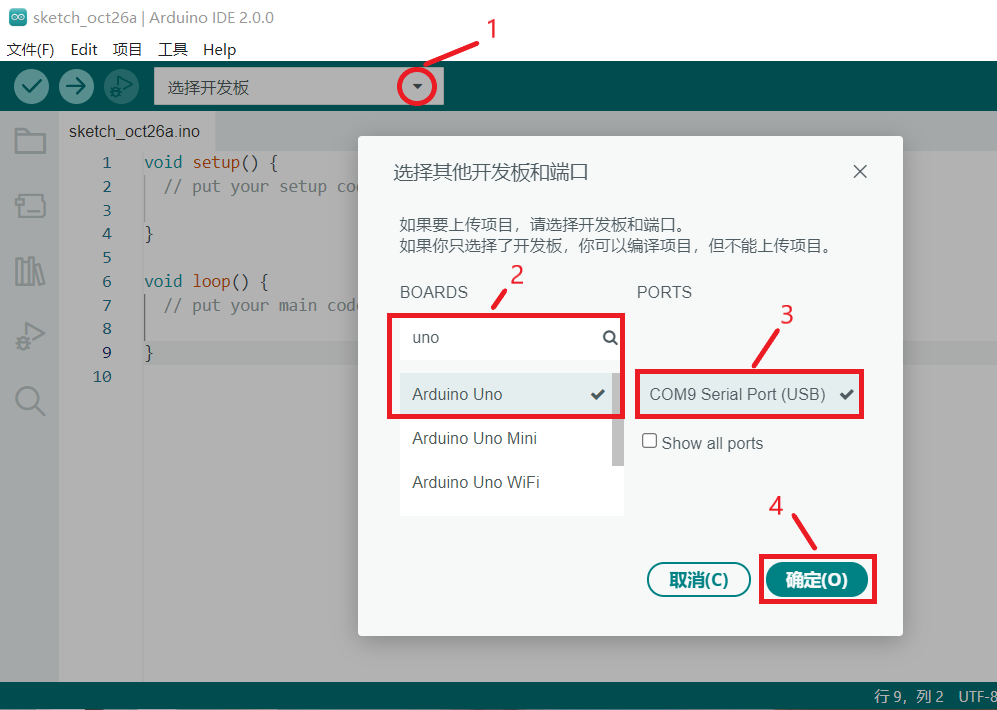 sketch_oct26a | Arduino IDE 2.0.0
文件(F) Edit 项目 工具 Help
1
选择开发板
sketch_oct26a.ino
1 void setup() {
2 // put your setup co
3
4 }
5
6 void loop() {
7 // put your main code
8
9 }
10
选择其他开发板和端口
如果要上传项目，请选择开发板和端口。
如果你只选择了开发板，你可以编译项目，但不能上传项目。
2
BOARDS
PORTS
3
uno
Arduino Uno
COM9 Serial Port (USB)
Arduino Uno Mini
Show all ports
Arduino Uno WiFi
4
取消(C)
确定(O)
行 9，列 2 UTF-8